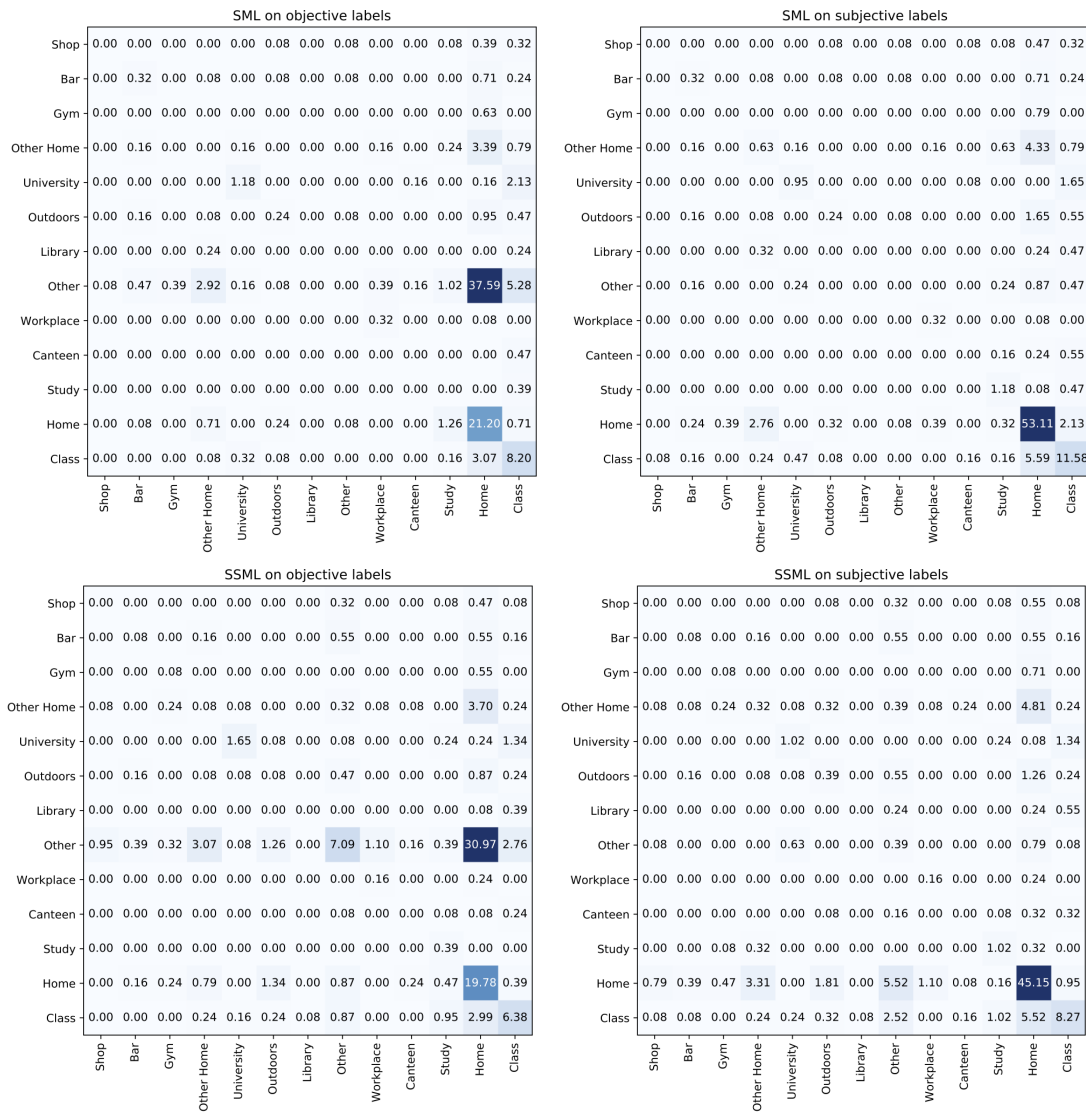 SML on objective labels
Shop 0.00 0.00 0.00 0.00 0.00 0.08 0.00 0.08 0.00 0.00 0.08 0.39 0.32
Bar 0.00 0.32 0.00 0.08 0.00 0.08 0.00 0.08 0.00 0.00 0.00 0.71 0.24
Gym 0.00 0.00 0.00 0.00 0.00 0.00 0.00 0.00 0.00 0.00 0.00 0.63 0.00
Other Home 0.00 0.16 0.00 0.00 0.16 0.00 0.00 0.00 0.16 0.00 0.24 3.39 0.79
University 0.00 0.00 0.00 0.00 1.18 0.00 0.00 0.00 0.00 0.16 0.00 0.16 2.13
Outdoors 0.00 0.16 0.00 0.08 0.00 0.24 0.00 0.08 0.00 0.00 0.00 0.95 0.47
Library 0.00 0.00 0.00 0.24 0.00 0.00 0.00 0.00 0.00 0.00 0.00 0.00 0.24
Other 0.08 0.47 0.39 2.92 0.16 0.08 0.00 0.00 0.39 0.16 1.02 37.59 5.28
Workplace 0.00 0.00 0.00 0.00 0.00 0.00 0.00 0.00 0.32 0.00 0.00 0.08 0.00
Canteen 0.00 0.00 0.00 0.00 0.00 0.00 0.00 0.00 0.00 0.00 0.00 0.00 0.47
Study 0.00 0.00 0.00 0.00 0.00 0.00 0.00 0.00 0.00 0.00 0.00 0.00 0.39
Home 0.00 0.08 0.00 0.71 0.00 0.24 0.00 0.08 0.00 0.00 1.26 21.20 0.71
Class 0.00 0.00 0.00 0.08 0.32 0.08 0.00 0.00 0.00 0.00 0.16 3.07 8.20
Shop Bar Gym Other Home University Outdoors Library Other Workplace Canteen Study Home Class
SML on subjective labels
Shop 0.00 0.00 0.00 0.00 0.00 0.08 0.00 0.08 0.00 0.08 0.08 0.47 0.32
Bar 0.00 0.32 0.00 0.08 0.00 0.08 0.00 0.08 0.00 0.00 0.00 0.71 0.24
Gym 0.00 0.00 0.00 0.00 0.00 0.00 0.00 0.00 0.00 0.00 0.00 0.79 0.00
Other Home 0.00 0.16 0.00 0.63 0.16 0.00 0.00 0.00 0.16 0.00 0.63 4.33 0.79
University 0.00 0.00 0.00 0.00 0.95 0.00 0.00 0.00 0.00 0.08 0.00 0.00 1.65
Outdoors 0.00 0.16 0.00 0.08 0.00 0.24 0.00 0.08 0.00 0.00 0.00 1.65 0.55
Library 0.00 0.00 0.00 0.32 0.00 0.00 0.00 0.00 0.00 0.00 0.00 0.24 0.47
Other 0.00 0.16 0.00 0.00 0.24 0.00 0.00 0.00 0.00 0.00 0.24 0.87 0.47
Workplace 0.00 0.00 0.00 0.00 0.00 0.00 0.00 0.00 0.32 0.00 0.00 0.08 0.00
Canteen 0.00 0.00 0.00 0.00 0.00 0.00 0.00 0.00 0.00 0.00 0.16 0.24 0.55
Study 0.00 0.00 0.00 0.00 0.00 0.00 0.00 0.00 0.00 0.00 1.18 0.08 0.47
Home 0.00 0.24 0.39 2.76 0.00 0.32 0.00 0.08 0.39 0.00 0.32 53.11 2.13
Class 0.08 0.16 0.00 0.24 0.47 0.08 0.00 0.00 0.00 0.16 0.16 5.59 11.58
Shop Bar Gym Other Home University Outdoors Library Other Workplace Canteen Study Home Class
SSML on objective labels
Shop 0.00 0.00 0.00 0.00 0.00 0.00 0.00 0.32 0.00 0.00 0.08 0.47 0.08
Bar 0.00 0.08 0.00 0.16 0.00 0.00 0.00 0.55 0.00 0.00 0.00 0.55 0.16
Gym 0.00 0.00 0.08 0.00 0.00 0.00 0.00 0.00 0.00 0.00 0.00 0.55 0.00
Other Home 0.08 0.00 0.24 0.08 0.08 0.00 0.00 0.32 0.08 0.08 0.00 3.70 0.24
University 0.00 0.00 0.00 0.00 1.65 0.08 0.00 0.08 0.00 0.00 0.24 0.24 1.34
Outdoors 0.00 0.16 0.00 0.08 0.08 0.08 0.00 0.47 0.00 0.00 0.00 0.87 0.24
Library 0.00 0.00 0.00 0.00 0.00 0.00 0.00 0.00 0.00 0.00 0.00 0.08 0.39
Other 0.95 0.39 0.32 3.07 0.08 1.26 0.00 7.09 1.10 0.16 0.39 30.97 2.76
Workplace 0.00 0.00 0.00 0.00 0.00 0.00 0.00 0.00 0.16 0.00 0.00 0.24 0.00
Canteen 0.00 0.00 0.00 0.00 0.00 0.00 0.00 0.08 0.00 0.00 0.08 0.08 0.24
Study 0.00 0.00 0.00 0.00 0.00 0.00 0.00 0.00 0.00 0.00 0.39 0.00 0.00
Home 0.00 0.16 0.24 0.79 0.00 1.34 0.00 0.87 0.00 0.24 0.47 19.78 0.39
Class 0.00 0.00 0.00 0.24 0.16 0.24 0.08 0.87 0.00 0.00 0.95 2.99 6.38
Shop Bar Gym Other Home University Outdoors Library Other Workplace Canteen Study Home Class
SSML on subjective labels
Shop 0.00 0.00 0.00 0.00 0.00 0.08 0.00 0.32 0.00 0.00 0.08 0.55 0.08
Bar 0.00 0.08 0.00 0.16 0.00 0.00 0.00 0.55 0.00 0.00 0.00 0.55 0.16
Gym 0.00 0.00 0.08 0.00 0.00 0.00 0.00 0.00 0.00 0.00 0.00 0.71 0.00
Other Home 0.08 0.08 0.24 0.32 0.08 0.32 0.00 0.39 0.08 0.24 0.00 4.81 0.24
University 0.00 0.00 0.00 0.00 1.02 0.00 0.00 0.00 0.00 0.00 0.24 0.08 1.34
Outdoors 0.00 0.16 0.00 0.08 0.08 0.39 0.00 0.55 0.00 0.00 0.00 1.26 0.24
Library 0.00 0.00 0.00 0.00 0.00 0.00 0.00 0.24 0.00 0.00 0.00 0.24 0.55
Other 0.08 0.00 0.00 0.00 0.63 0.00 0.00 0.39 0.00 0.00 0.00 0.79 0.08
Workplace 0.00 0.00 0.00 0.00 0.00 0.00 0.00 0.00 0.16 0.00 0.00 0.24 0.00
Canteen 0.00 0.00 0.00 0.00 0.00 0.08 0.00 0.16 0.00 0.00 0.08 0.32 0.32
Study 0.00 0.00 0.08 0.32 0.00 0.00 0.00 0.00 0.00 0.00 1.02 0.32 0.00
Home 0.79 0.39 0.47 3.31 0.00 1.81 0.00 5.52 1.10 0.08 0.16 45.15 0.95
Class 0.08 0.08 0.00 0.24 0.24 0.32 0.08 2.52 0.00 0.16 1.02 5.52 8.27
Shop Bar Gym Other Home University Outdoors Library Other Workplace Canteen Study Home Class